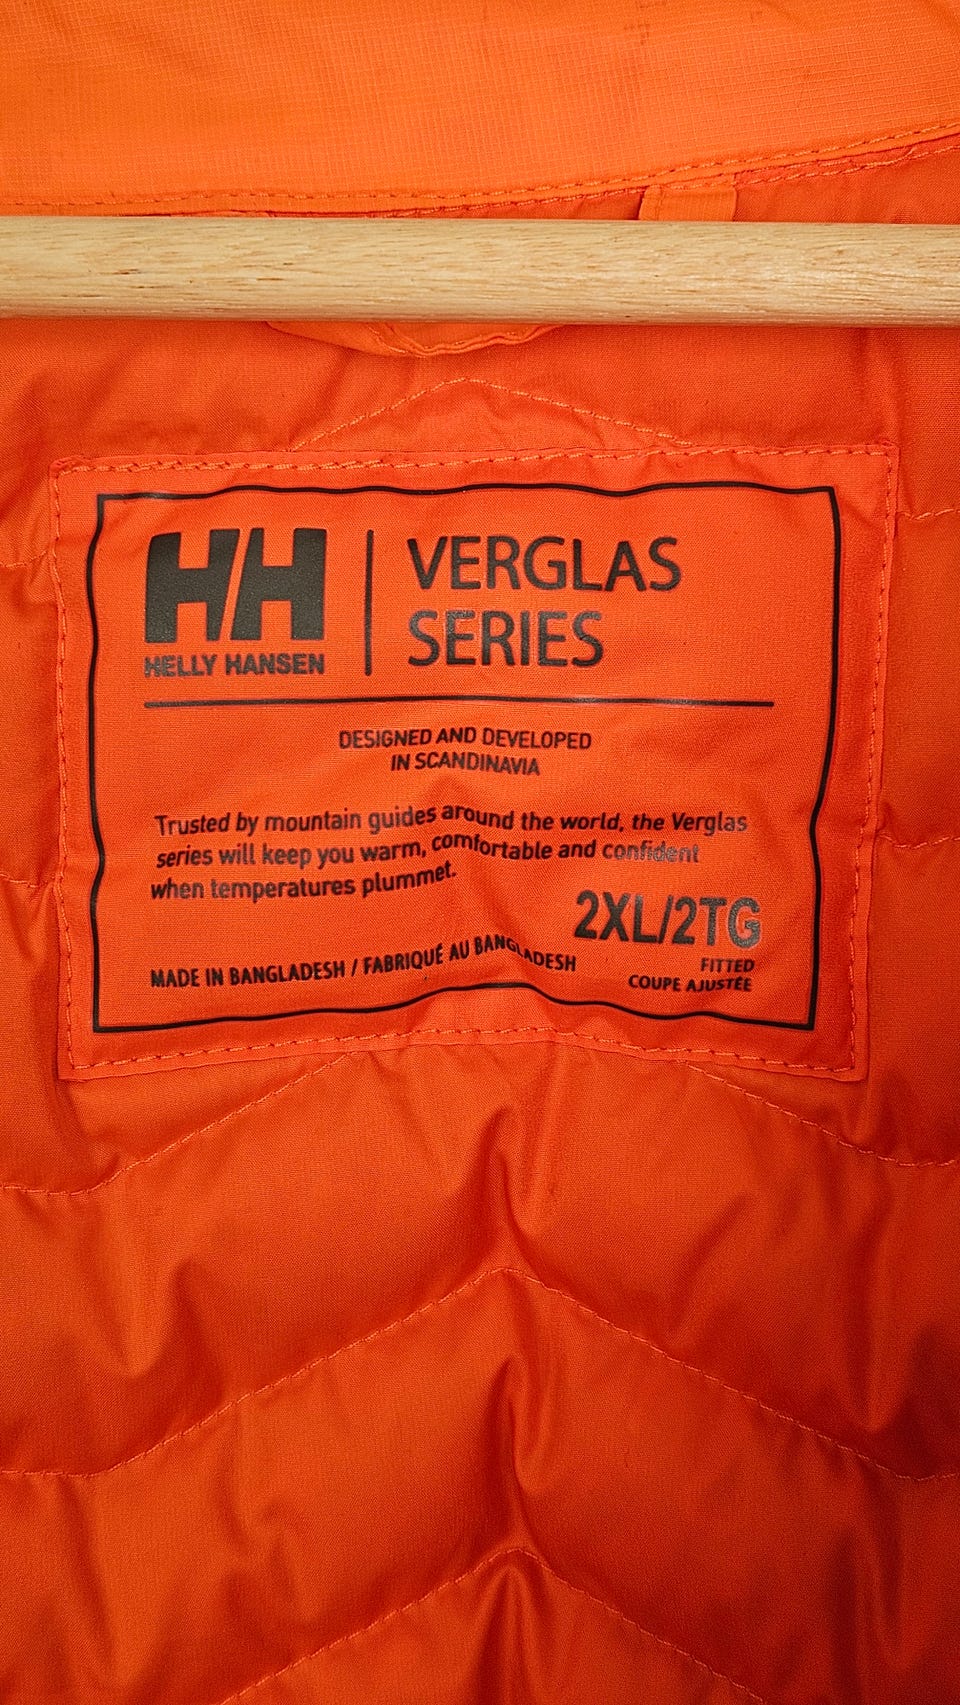 HH
HELLY HANSEN
VERGLAS
SERIES
DESIGNED AND DEVELOPED
IN SCANDINAVIA
Trusted by mountain guides around the world, the Verglas
series will keep you warm, comfortable and confident
when temperatures plummet.
2XL/2TG
FITTED
COUPE AJUSTÉE
MADE IN BANGLADESH / FABRIQUÉ AU BANGLADESH